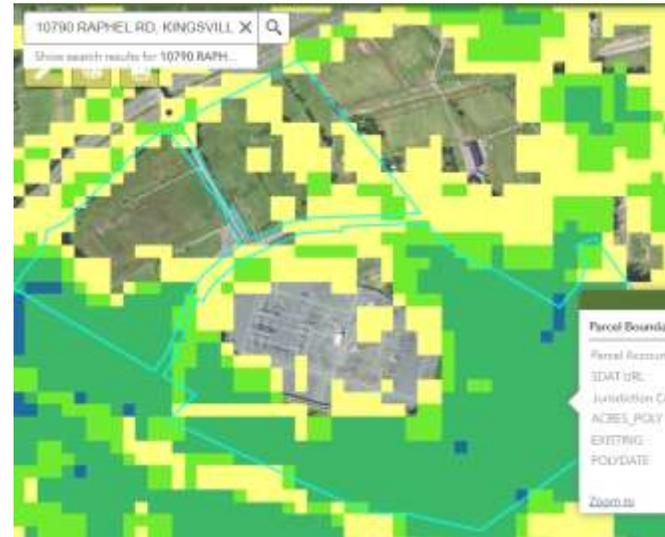 10790 RAPHEL RD, KINGSVILL
Show search results for 10790 RAPH...
Parcel Bounda
Parcel Account
SDAT URL
Jurisdiction C
ACRES_POLY
EXISTING
POLYDATE
Zoom to